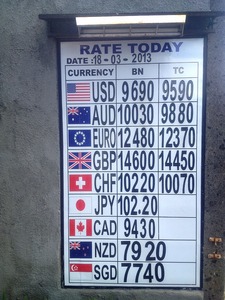 RATE TODAY
DATE : 18 - 03 - 2013
CURRENCY BN TC
USD 9690 9590
AUD 10030 9880
EURO 12480 12370
GBP 14600 14450
CHF 10220 10070
JPY 102.20
CAD 9430
NZD 7920
SGD 7740